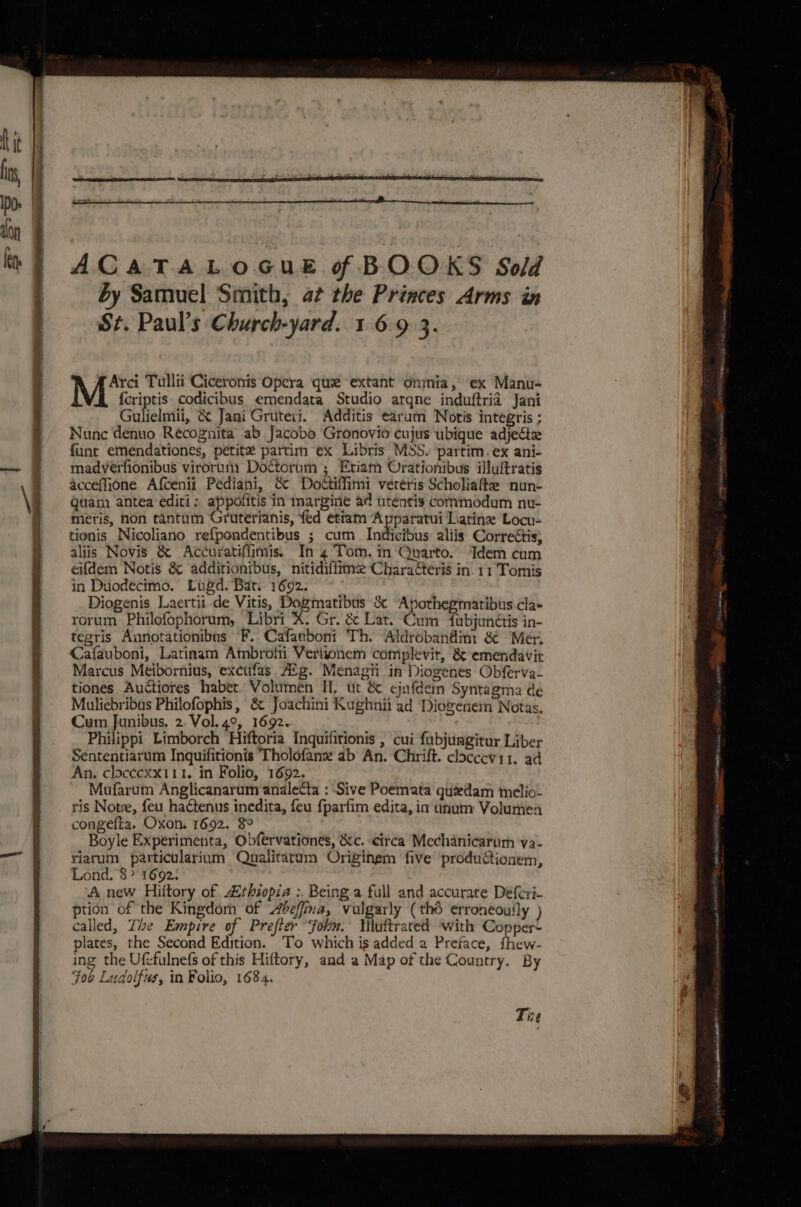 A CATALOGUE of BOOKS Sold
by Samuel Smith, at the Princes Arms in
St. Paul's Church-yard. 1693.
MArci Tullii Ciceronis Opera quæ extant omnia, ex Manu-
ſcriptis codicibus emendata Studio atqne induſtriâ Jani
Gulielmii, & Jani Gruteri. Additis earum Notis integris;
Nunc denuo Recognita ab Jacobo Gronovio cujus ubique adjectæ
ſunt emendationes, petitæ partim ex Libris MSS. partim ex ani-
madverſionibus virorum Doctorum; Etiam Orationibus illuſtratis
acceſſione Aſcenii Pediani, & Doctiſſimi veteris Scholiaſtæ nun-
quam antea editi: appoſitis in margine ad utentis commodum nu-
meris, non tantum Gruterianis, ſed etiam Apparatui Latinæ Locu-
tionis Nicoliano reſpondentibus; cum Indicibus aliis Correctis,
aliis Novis & Accuratiſſimis. In 4 Tom. in Quarto. Idem cum
eiſdem Notis & additionibus, nitidiſſimæ Characteris in 11 Tomis
in Duodecimo. Lugd. Bat. 1692.
Diogenis Laertii de Vitis, Dogmatibus & Apothegmatibus cla-
rorum Philoſophorum, Libri X. Gr. & Lat. Cum ſubjunctis in-
tegris Annotationibus F. Caſauboni Th. Aldrobandini & Mer.
Caſauboni, Latinam Ambroſii Verſionem complevit, & emendavit
Marcus Meibornius, excuſas Æg. Menagii in Diogenes Obſerva-
tiones Auctiores habet Volumen II, ut & ejuſdem Syntagma de
Mulieribus Philoſophis, & Joachini Kughnii ad Diogenem Notas.
Cum Junibus. 2. Vol. 4º, 1692.
Philippi Limborch Hiſtoria Inquiſitionis, cui ſubjungitur Liber
Sententiarum Inquiſitionis Tholoſanæ ab An. Chriſt. cIↄcccv11. ad
An. cIↄcccxx111. in Folio, 1692.
Muſarum Anglicanarum analecta: Sive Poemata quædam melio-
ris Notæ, ſeu hactenus inedita, ſeu ſparſim edita, in unum Volumen
congeſta. Oxon. 1692. 8º
Boyle Experimenta, Obſervationes, &c. circa Mechanicarum va-
riarum particularium Qualitatum Originem ſive productionem,
Lond. 8º 1692.
A new Hiſtory of Æthiopia: Being a full and accurate Deſcri-
ption of the Kingdom of Abeſſina, vulgarly (thô erroneouſly)
called, The Empire of Preſter John. Illuſtrated with Copper-
plates, the Second Edition. To which is added a Preface, ſhew-
ing the Uſefulneſs of this Hiſtory, and a Map of the Country. By
Job Ludolfus, in Folio, 1684.
The